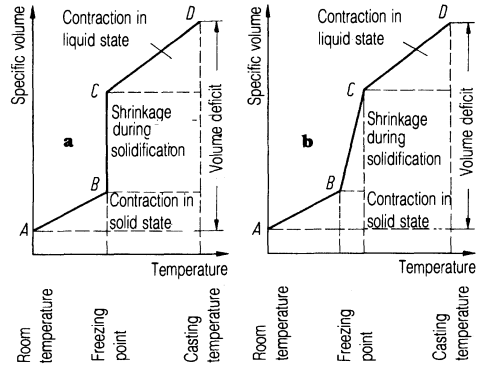 Specific volume
Contraction in
liquid state
D
C
a
Shrinkage
during
solidification
Volume deficit
B
Contraction in
solid state
A
Temperature
Room
temperature
Freezing
point
Casting
temperature
Specific volume
Contraction in
liquid state
D
C
b
Shrinkage
during
solidification
Volume deficit
B
Contraction in
solid state
A
Temperature
Room
temperature
Freezing
point
Casting
temperature